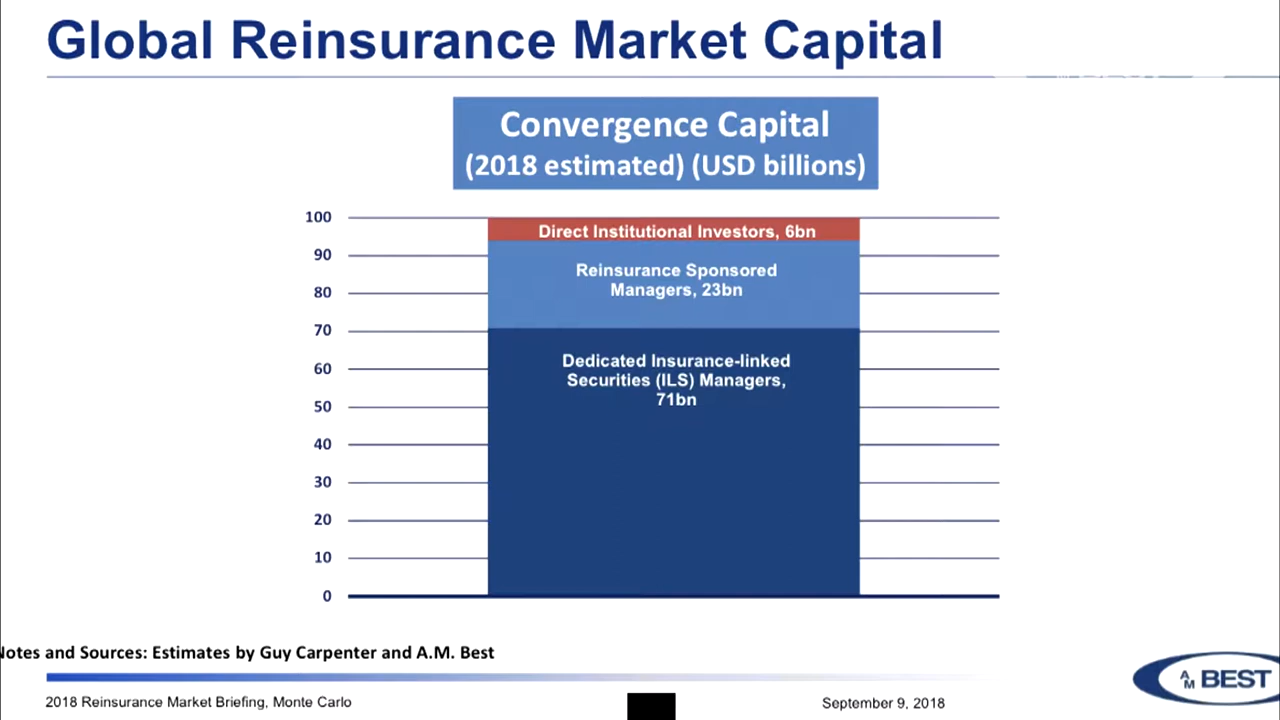 Global Reinsurance Market Capital
Convergence Capital
(2018 estimated) (USD billions)
100
90
80
70
60
50
40
30
20
10
0
Direct Institutional Investors, 6bn
Reinsurance Sponsored
Managers, 23bn
Dedicated Insurance-linked
Securities (ILS) Managers,
71bn
Notes and Sources: Estimates by Guy Carpenter and A.M. Best
AM BEST
2018 Reinsurance Market Briefing, Monte Carlo
September 9, 2018